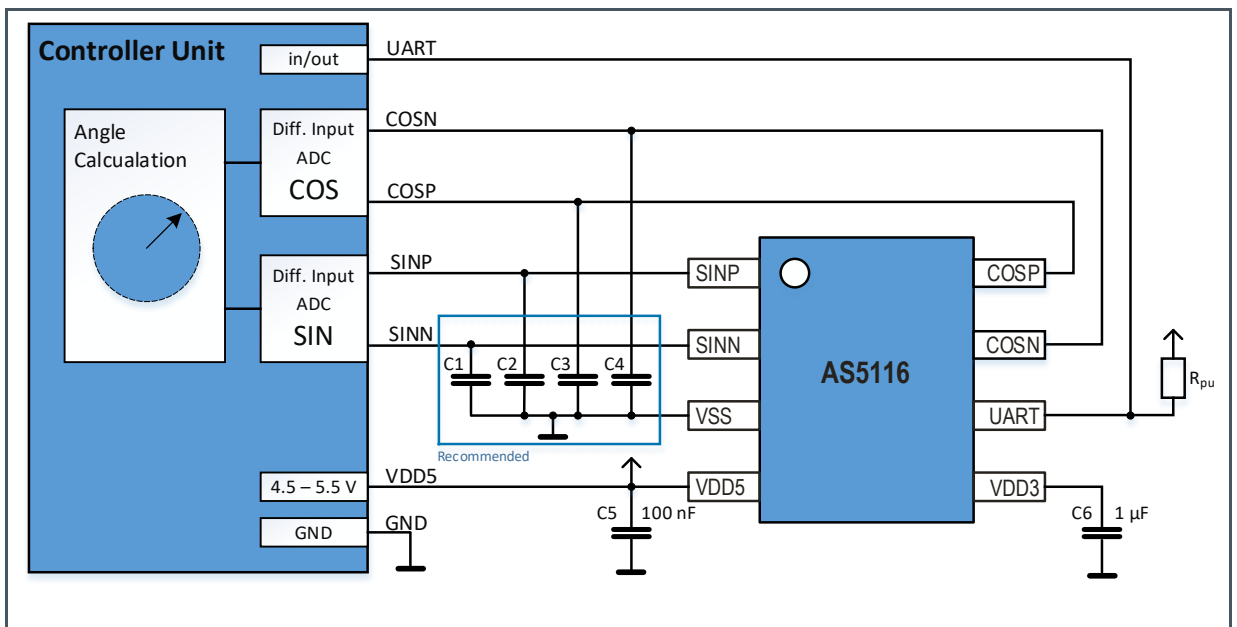 Controller Unit
in/out
UART
Angle
Calcualation
Diff. Input
ADC
COS
COSN
COSP
Diff. Input
ADC
SIN
SINP
SINN
C1
C2
C3
C4
Recommended
SINP
SINN
VSS
VDD5
AS5116
COSP
COSN
UART
VDD3
Rpu
4.5 – 5.5 V
VDD5
GND
GND
C5
100 nF
C6
1 µF